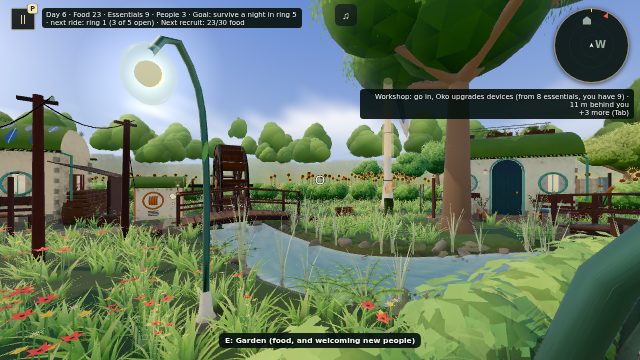 P
Day 6 · Food 23 · Essentials 9 · People 3 · Goal: survive a night in ring 5
· next ride: ring 1 (3 of 5 open) · Next recruit: 23/30 food
W
Workshop: go in, Oko upgrades devices (from 8 essentials, you have 9) ·
11 m behind you
+3 more (Tab)
E: Garden (food, and welcoming new people)